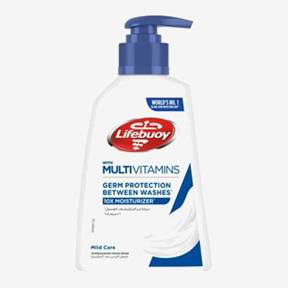 WORLD'S NO. 1
Lifebuoy
WITH
MULTIVITAMINS
GERM PROTECTION
BETWEEN WASHES*
10X MOISTURIZER*
Mild Care